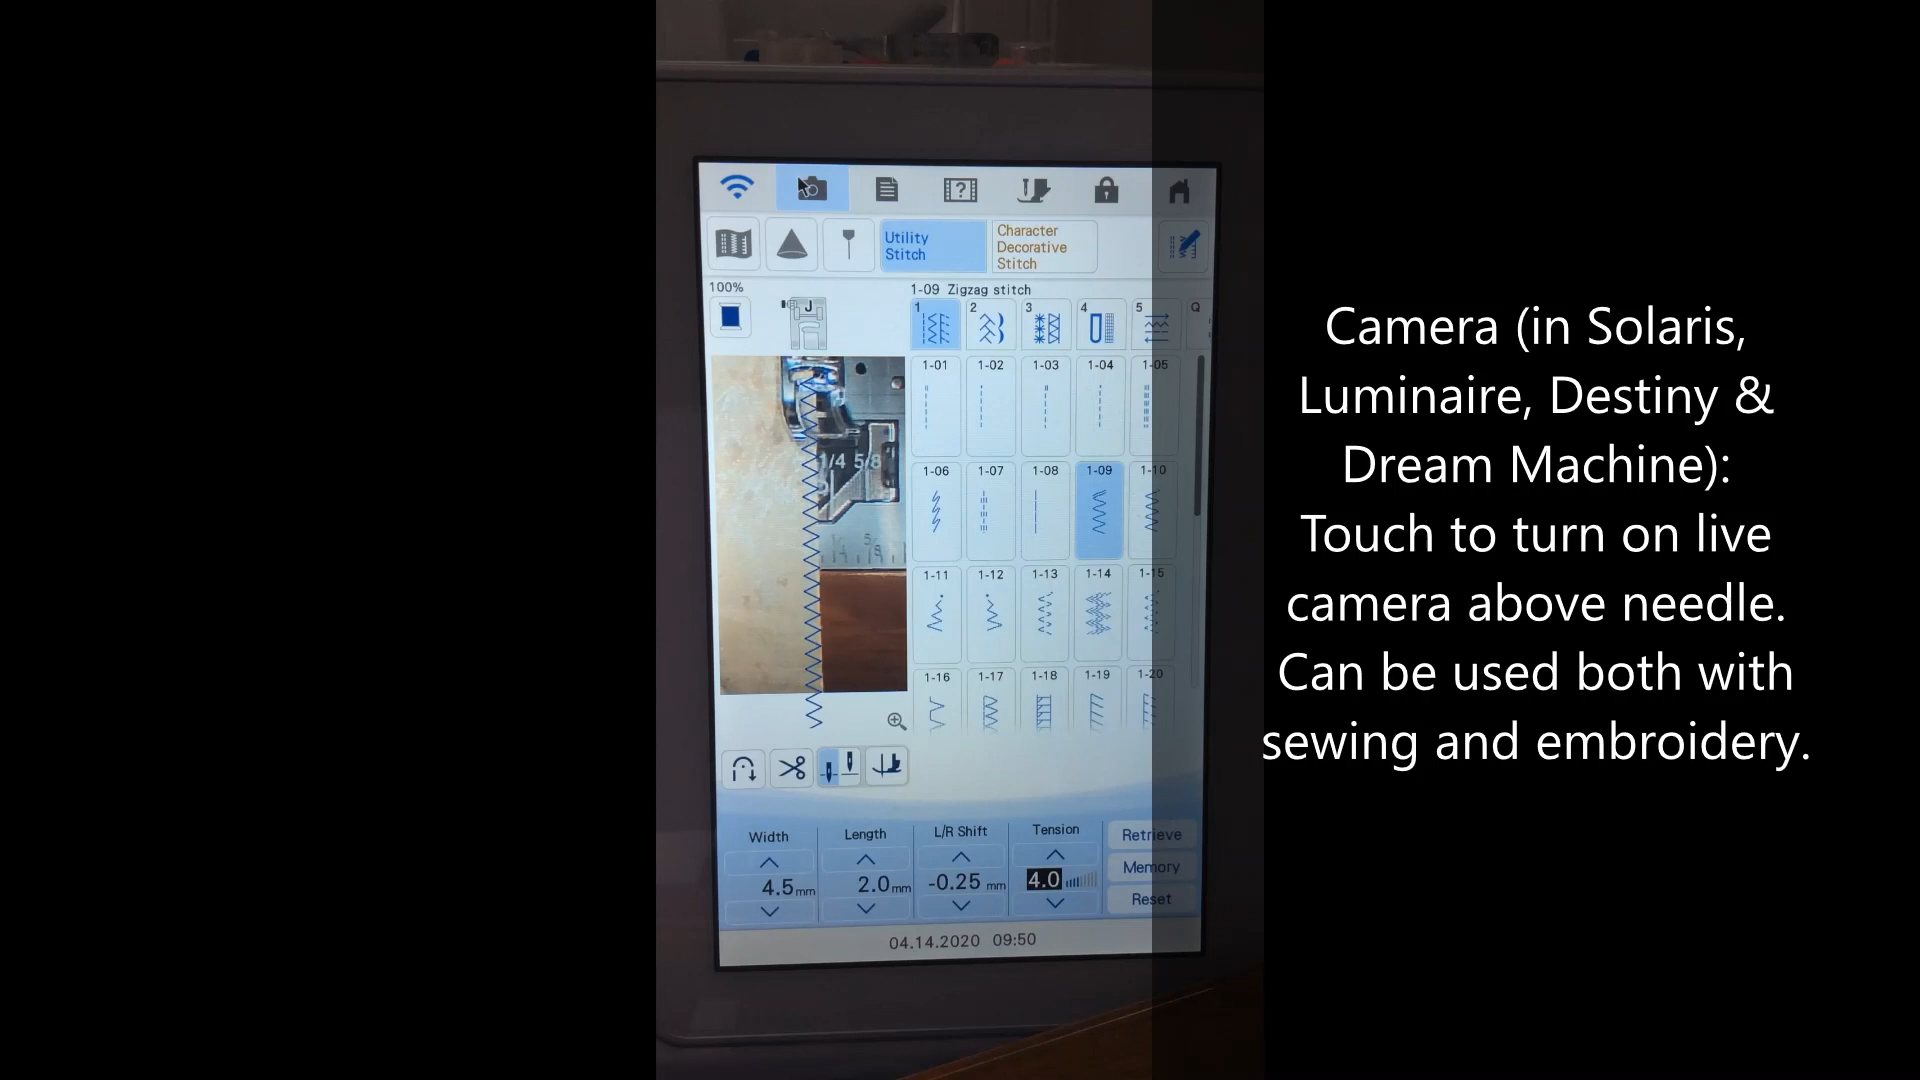 Utility
Stitch
Character
Decorative
Stitch
100%
J
1-09 Zigzag stitch
1 2 3 4 5 Q
1-01 1-02 1-03 1-04 1-05
1/4 5/8
1-06 1-07 1-08 1-09 1-10
1-11 1-12 1-13 1-14 1-15
1-16 1-17 1-18 1-19 1-20
Width Length L/R Shift Tension
4.5mm 2.0mm -0.25 mm 4.0
Retrieve
Memory
Reset
04.14.2020 09:50
Camera (in Solaris,
Luminaire, Destiny &
Dream Machine):
Touch to turn on live
camera above needle.
Can be used both with
sewing and embroidery.